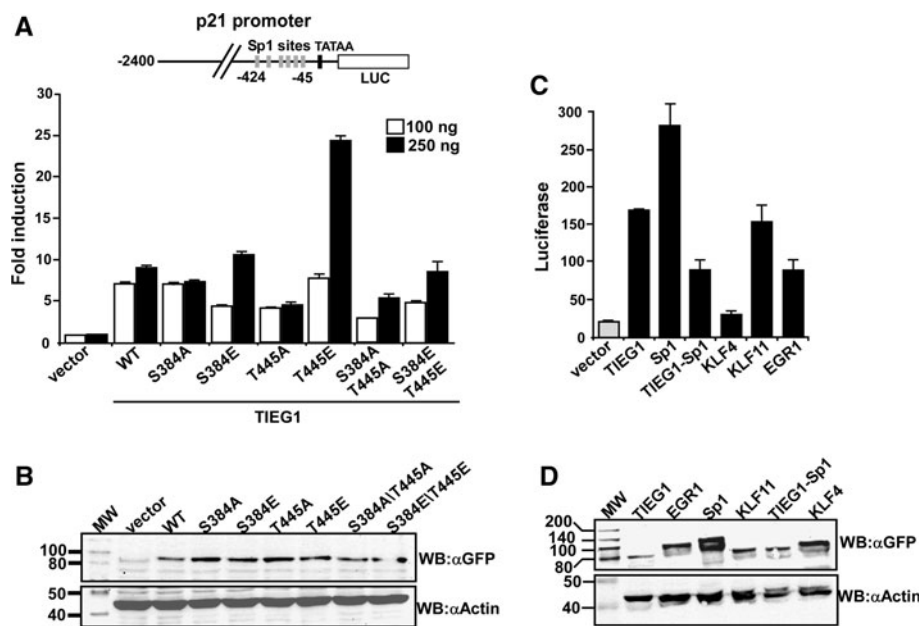 A
p21 promoter
-2400
Sp1 sites TATAA
-424
-45
LUC
Fold induction
30
25
20
15
10
5
0
100 ng
250 ng
vector
WT
S384A
S384E
T445A
T445E
S384A
T445A
S384E
T445E
TIEG1
C
Luciferase
300
250
200
150
100
50
0
vector
TIEG1
Sp1
TIEG1-Sp1
KLF4
KLF11
EGR1
B
MW
vector
WT
S384A
S384E
T445A
T445E
S384A\T445A
S384E\T445E
100
80
WB:αGFP
50
40
WB:αActin
D
MW
TIEG1
EGR1
Sp1
KLF11
TIEG1-Sp1
KLF4
200
140
100
80
WB:αGFP
50
40
WB:αActin